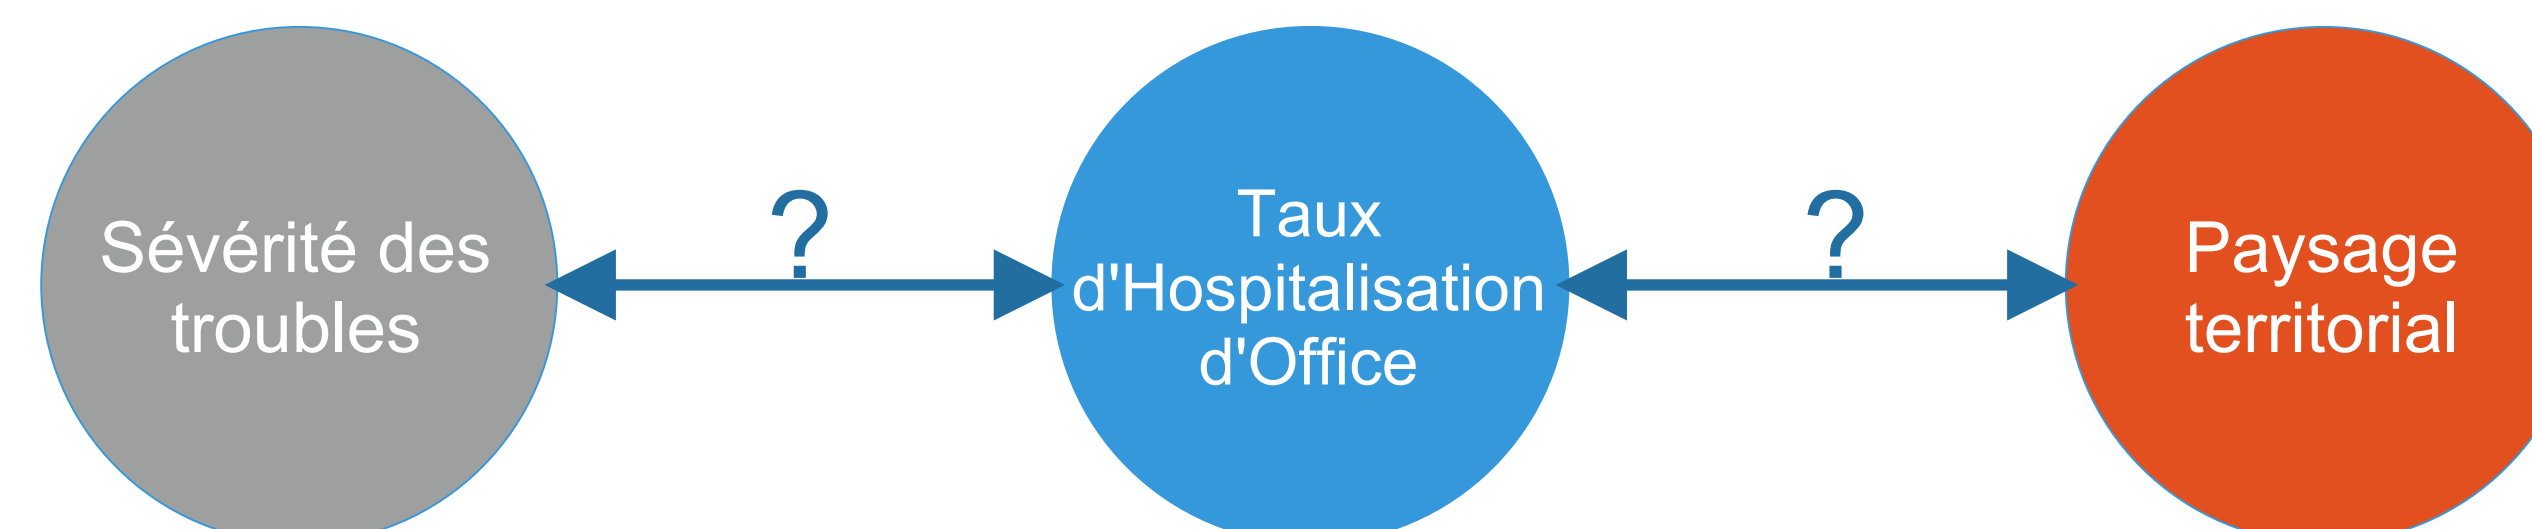 Sévérité des
troubles
?
Taux
d'Hospitalisation
d'Office
?
Paysage
territorial